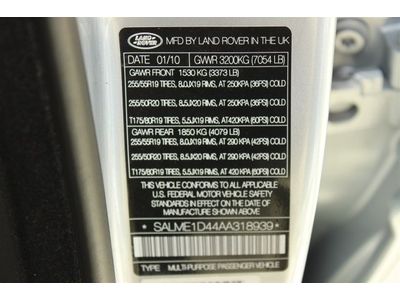 LAND ROVER
MFD BY LAND ROVER IN THE UK
DATE 01/10 GVWR 3200KG (7054 LB)
GAWR FRONT 1530 KG (3373 LB)
255/55R19 TIRES, 8.0JX19 RIMS, AT 250KPA (36PSI) COLD
255/50R20 TIRES, 8.5JX20 RIMS, AT 250KPA (36PSI) COLD
T175/80R19 TIRES, 5.5JX19 RIMS, AT 420KPA (60PSI) COLD
GAWR REAR 1850 KG (4079 LB)
255/55R19 TIRES, 8.0JX19 RIMS, AT 290 KPA (42PSI) COLD
255/50R20 TIRES, 8.5JX20 RIMS, AT 290 KPA (42PSI) COLD
T175/80R19 TIRES, 5.5JX19 RIMS, AT 420 KPA (60PSI) COLD
THIS VEHICLE CONFORMS TO ALL APPLICABLE
U.S. FEDERAL MOTOR VEHICLE SAFETY
STANDARDS IN EFFECT ON THE DATE OF
MANUFACTURE SHOWN ABOVE
SALME1D44AA318939
TYPE MULTI-PURPOSE PASSENGER VEHICLE